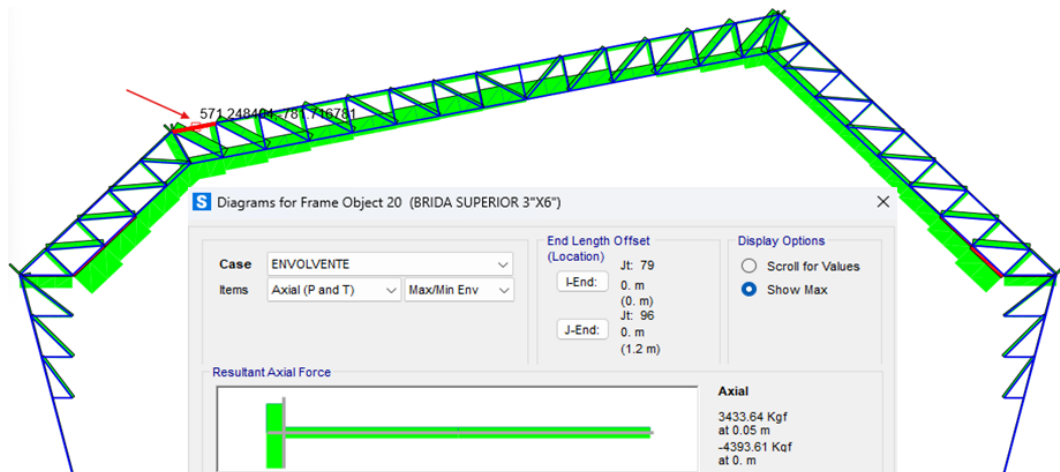 571.248404,-781.716781
S Diagrams for Frame Object 20 (BRIDA SUPERIOR 3"X6")
Case ENVOLVENTE
Items Axial (P and T) Max/Min Env
End Length Offset
(Location)
Jt: 79
I-End: 0. m
(0. m)
Jt: 96
J-End: 0. m
(1.2 m)
Display Options
Scroll for Values
Show Max
Resultant Axial Force
Axial
3433.64 Kgf
at 0.05 m
-4393.61 Kgf
at 0. m